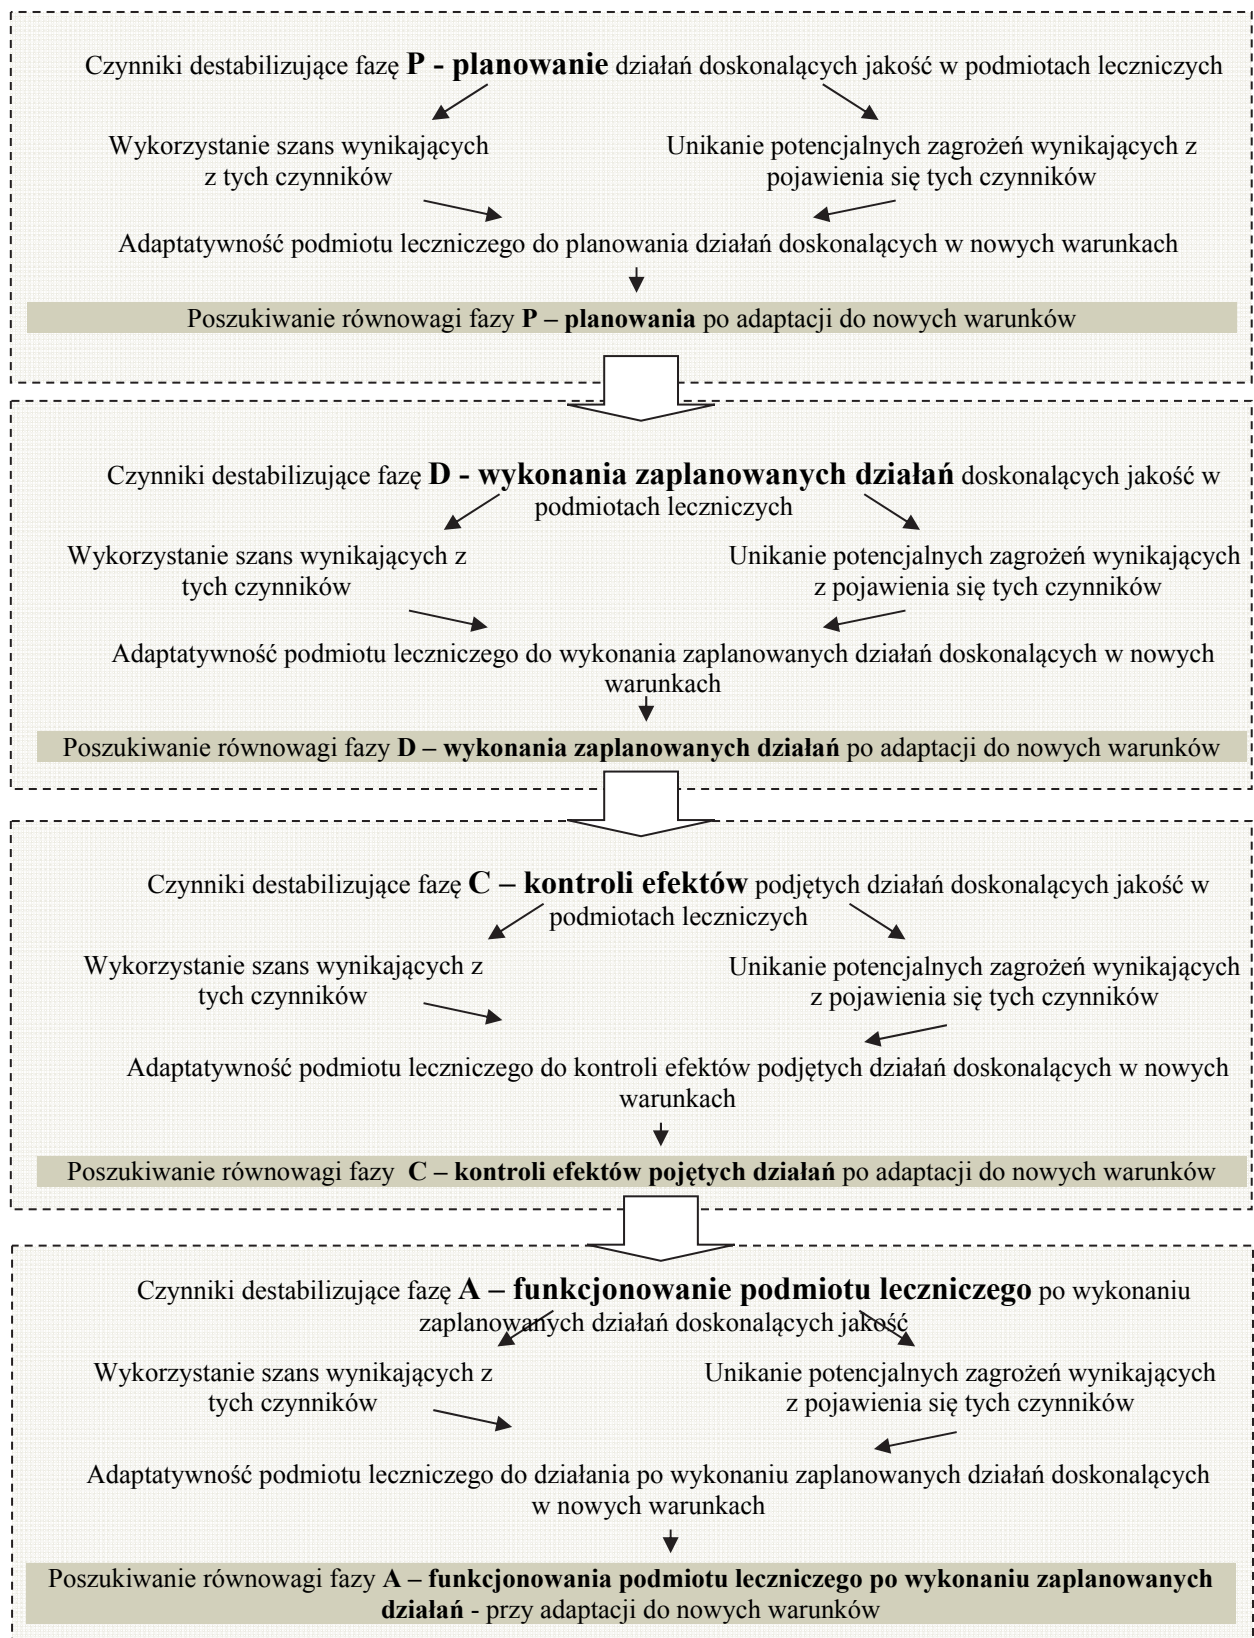 Czynniki destabilizujące fazę P - planowanie działań doskonalących jakość w podmiotach leczniczych
Wykorzystanie szans wynikających
z tych czynników
Unikanie potencjalnych zagrożeń wynikających z
pojawienia się tych czynników
Adaptatywność podmiotu leczniczego do planowania działań doskonalących w nowych warunkach
Poszukiwanie równowagi fazy P – planowania po adaptacji do nowych warunków
Czynniki destabilizujące fazę D - wykonania zaplanowanych działań doskonalących jakość w
podmiotach leczniczych
Wykorzystanie szans wynikających z
tych czynników
Unikanie potencjalnych zagrożeń wynikających
z pojawienia się tych czynników
Adaptatywność podmiotu leczniczego do wykonania zaplanowanych działań doskonalących w nowych
warunkach
Poszukiwanie równowagi fazy D – wykonania zaplanowanych działań po adaptacji do nowych warunków
Czynniki destabilizujące fazę C – kontroli efektów podjętych działań doskonalących jakość w
podmiotach leczniczych
Wykorzystanie szans wynikających z
tych czynników
Unikanie potencjalnych zagrożeń wynikających
z pojawienia się tych czynników
Adaptatywność podmiotu leczniczego do kontroli efektów podjętych działań doskonalących w nowych
warunkach
Poszukiwanie równowagi fazy C – kontroli efektów pojętych działań po adaptacji do nowych warunków
Czynniki destabilizujące fazę A – funkcjonowanie podmiotu leczniczego po wykonaniu
zaplanowanych działań doskonalących jakość
Wykorzystanie szans wynikających z
tych czynników
Unikanie potencjalnych zagrożeń wynikających
z pojawienia się tych czynników
Adaptatywność podmiotu leczniczego do działania po wykonaniu zaplanowanych działań doskonalących
w nowych warunkach
Poszukiwanie równowagi fazy A – funkcjonowania podmiotu leczniczego po wykonaniu zaplanowanych
działań - przy adaptacji do nowych warunków